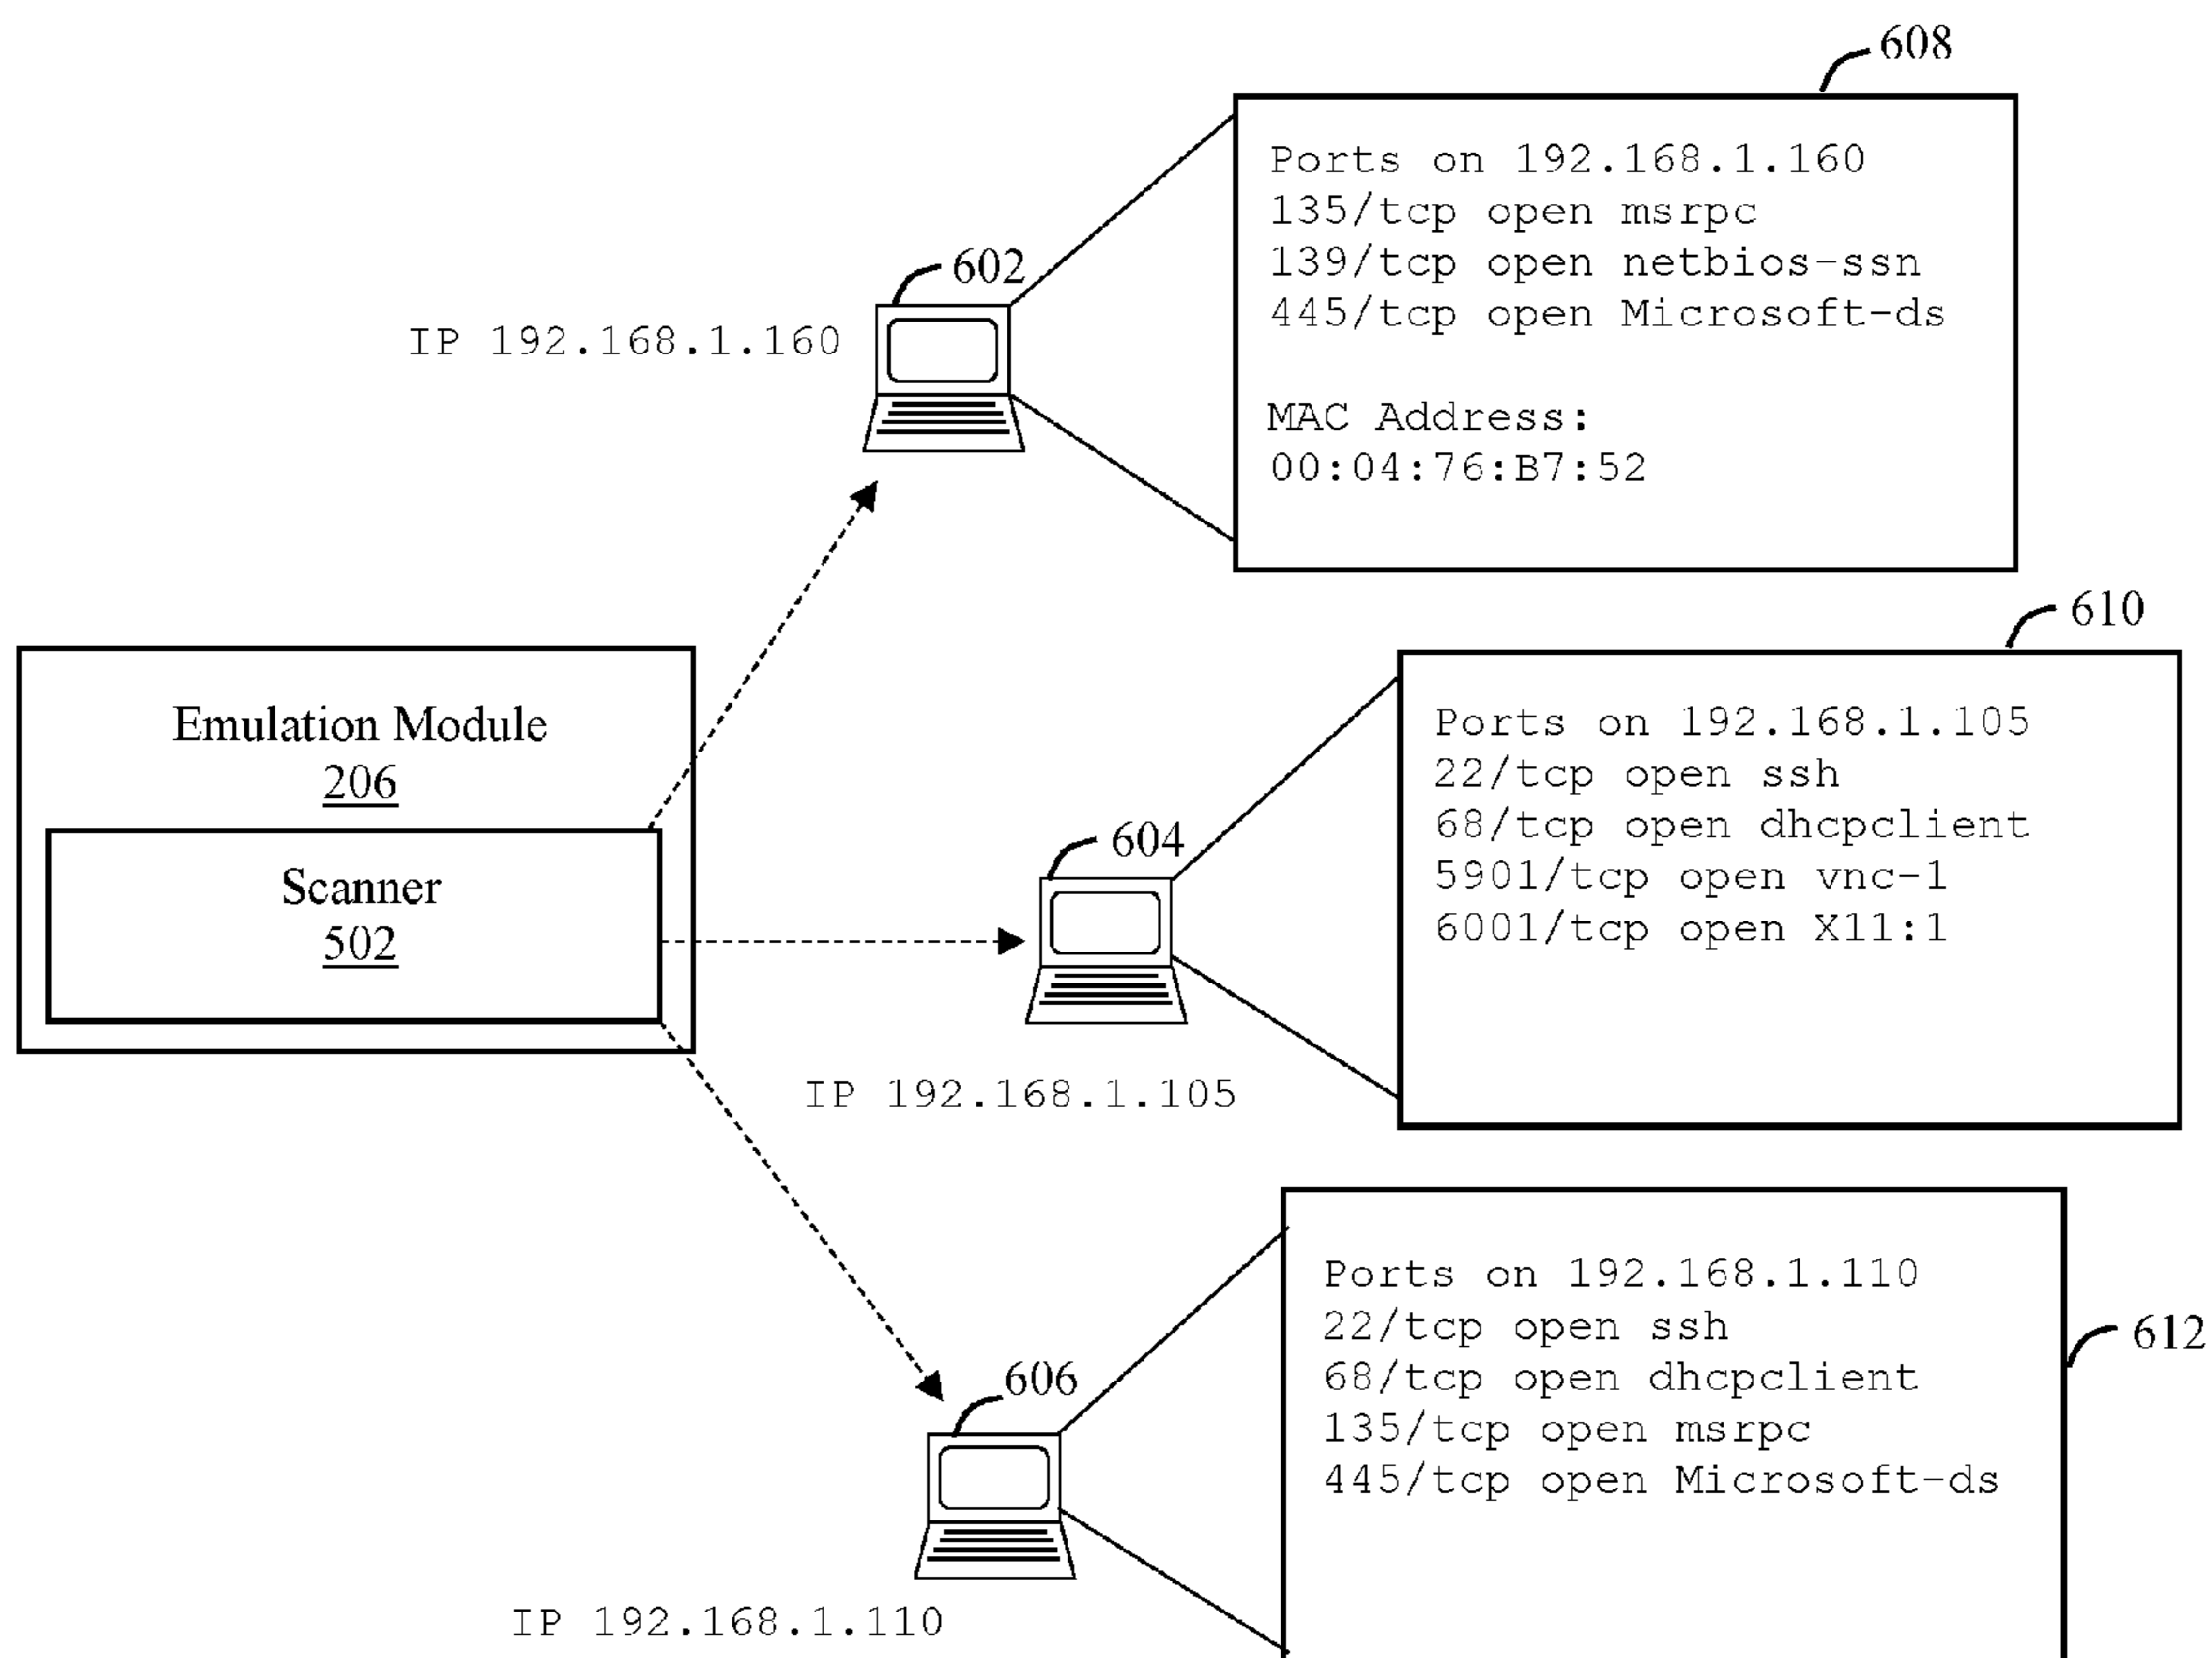 608
Ports on 192.168.1.160
135/tcp open msrpc
139/tcp open netbios-ssn
445/tcp open Microsoft-ds
MAC Address:
00:04:76:B7:52
602
IP 192.168.1.160
610
Emulation Module
206
Scanner
502
604
IP 192.168.1.105
Ports on 192.168.1.105
22/tcp open ssh
68/tcp open dhcpclient
5901/tcp open vnc-1
6001/tcp open X11:1
606
IP 192.168.1.110
Ports on 192.168.1.110
22/tcp open ssh
68/tcp open dhcpclient
135/tcp open msrpc
445/tcp open Microsoft-ds
612